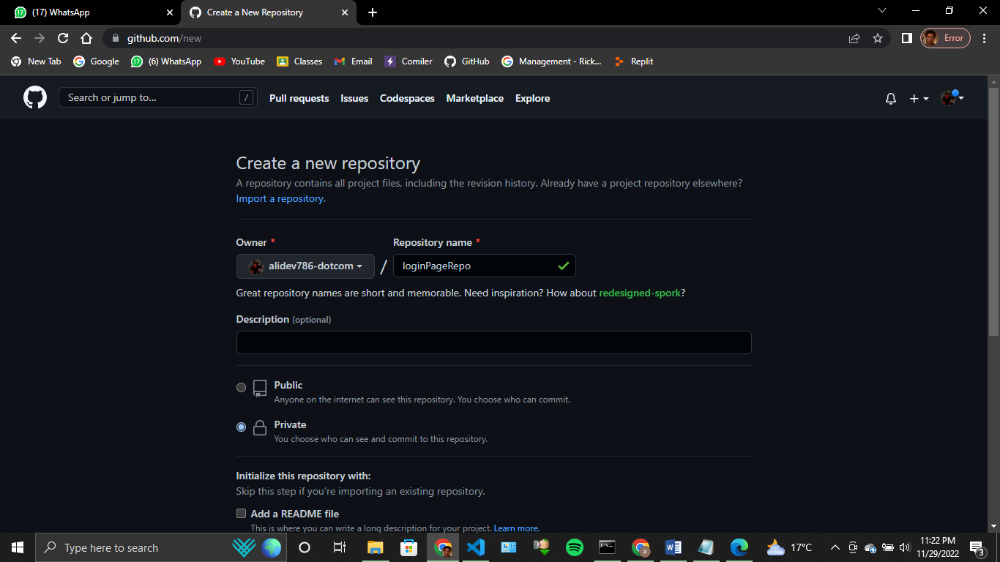 (17) WhatsApp
Create a New Repository
github.com/new
Error
New Tab
Google
(6) WhatsApp
YouTube
Classes
Email
Comiler
GitHub
Management - Rick...
Replit
Search or jump to... /
Pull requests
Issues
Codespaces
Marketplace
Explore
Create a new repository
A repository contains all project files, including the revision history. Already have a project repository elsewhere?
Import a repository.
Owner * Repository name *
alidev786-dotcom / loginPageRepo
Great repository names are short and memorable. Need inspiration? How about redesigned-spork?
Description (optional)
Public
Anyone on the internet can see this repository. You choose who can commit.
Private
You choose who can see and commit to this repository.
Initialize this repository with:
Skip this step if you're importing an existing repository.
Add a README file
This is where you can write a long description for your project. Learn more.
Type here to search
17°C
11:22 PM
11/29/2022
3